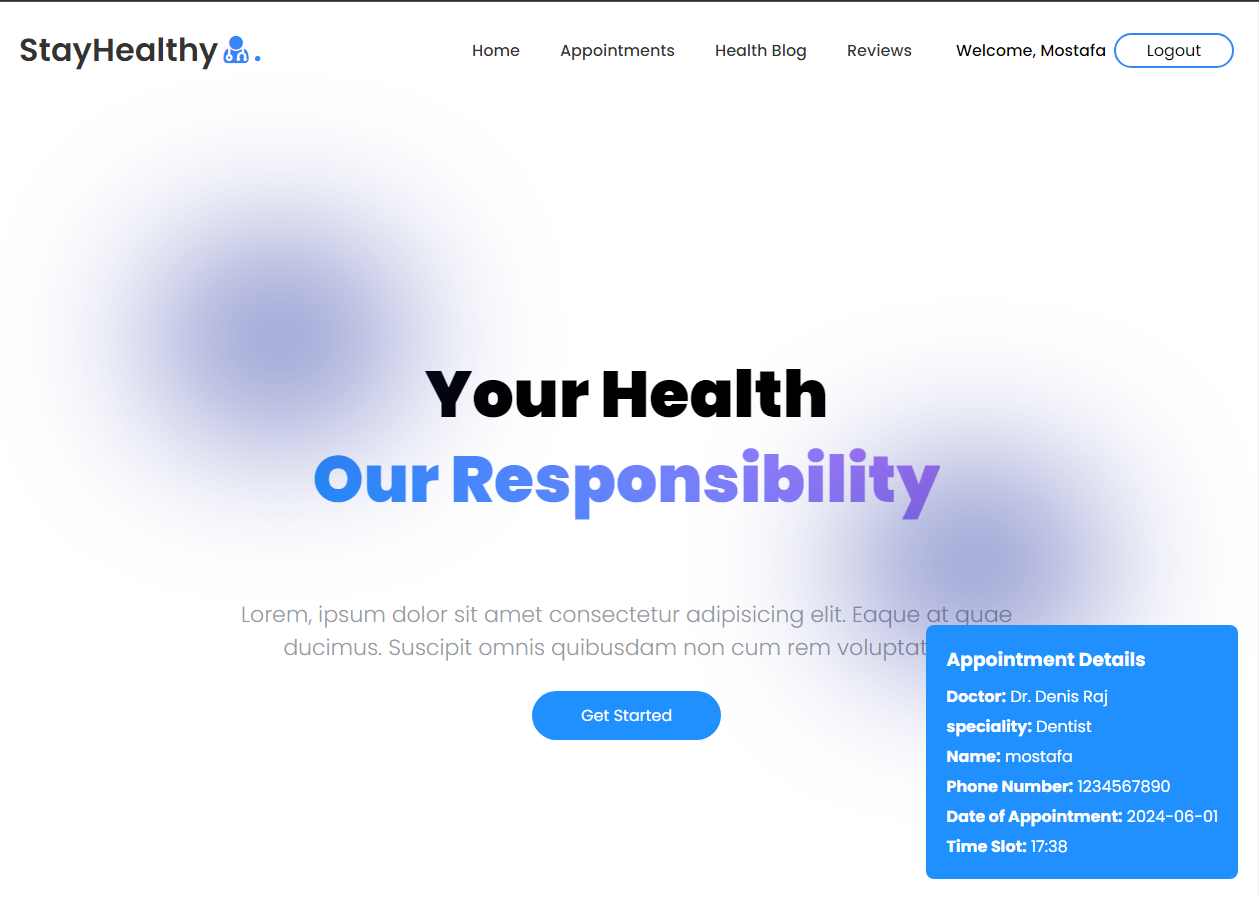 StayHealthy.
Home Appointments Health Blog Reviews Welcome, Mostafa Logout
Your Health
Our Responsibility
Lorem, ipsum dolor sit amet consectetur adipisicing elit. Eaque at quae
ducimus. Suscipit omnis quibusdam non cum rem
Get Started
Appointment Details
Doctor: Dr. Denis Raj
speciality: Dentist
Name: mostafa
Phone Number: 1234567890
Date of Appointment: 2024-06-01
Time Slot: 17:38